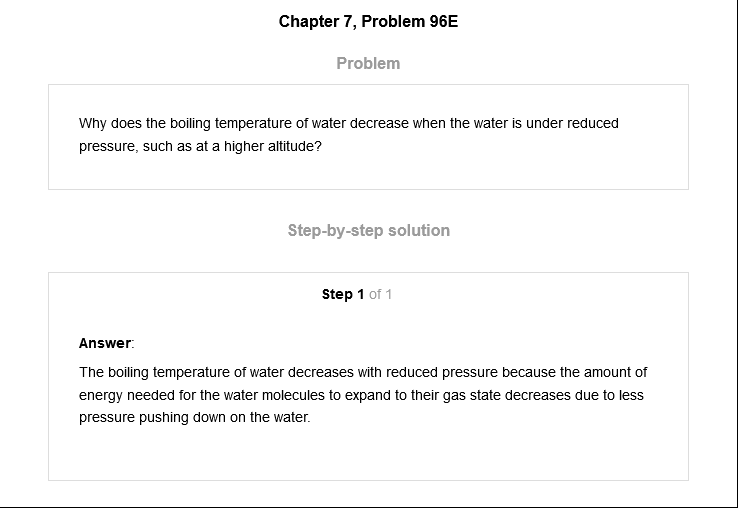 Chapter 7, Problem 96E
Problem
Why does the boiling temperature of water decrease when the water is under reduced
pressure, such as at a higher altitude?
Step-by-step solution
Step 1 of 1
Answer:
The boiling temperature of water decreases with reduced pressure because the amount of
energy needed for the water molecules to expand to their gas state decreases due to less
pressure pushing down on the water.